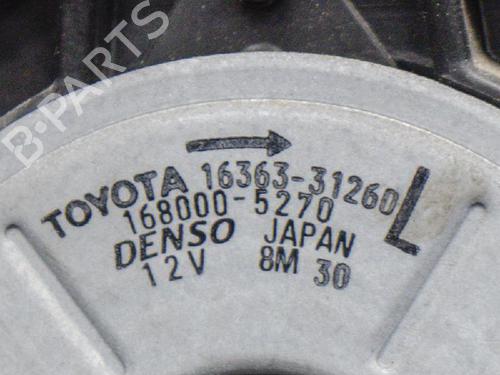 B-PARTS
TOYOTA 16363-31260 L
168000-5270
DENSO JAPAN
12V 8M 30